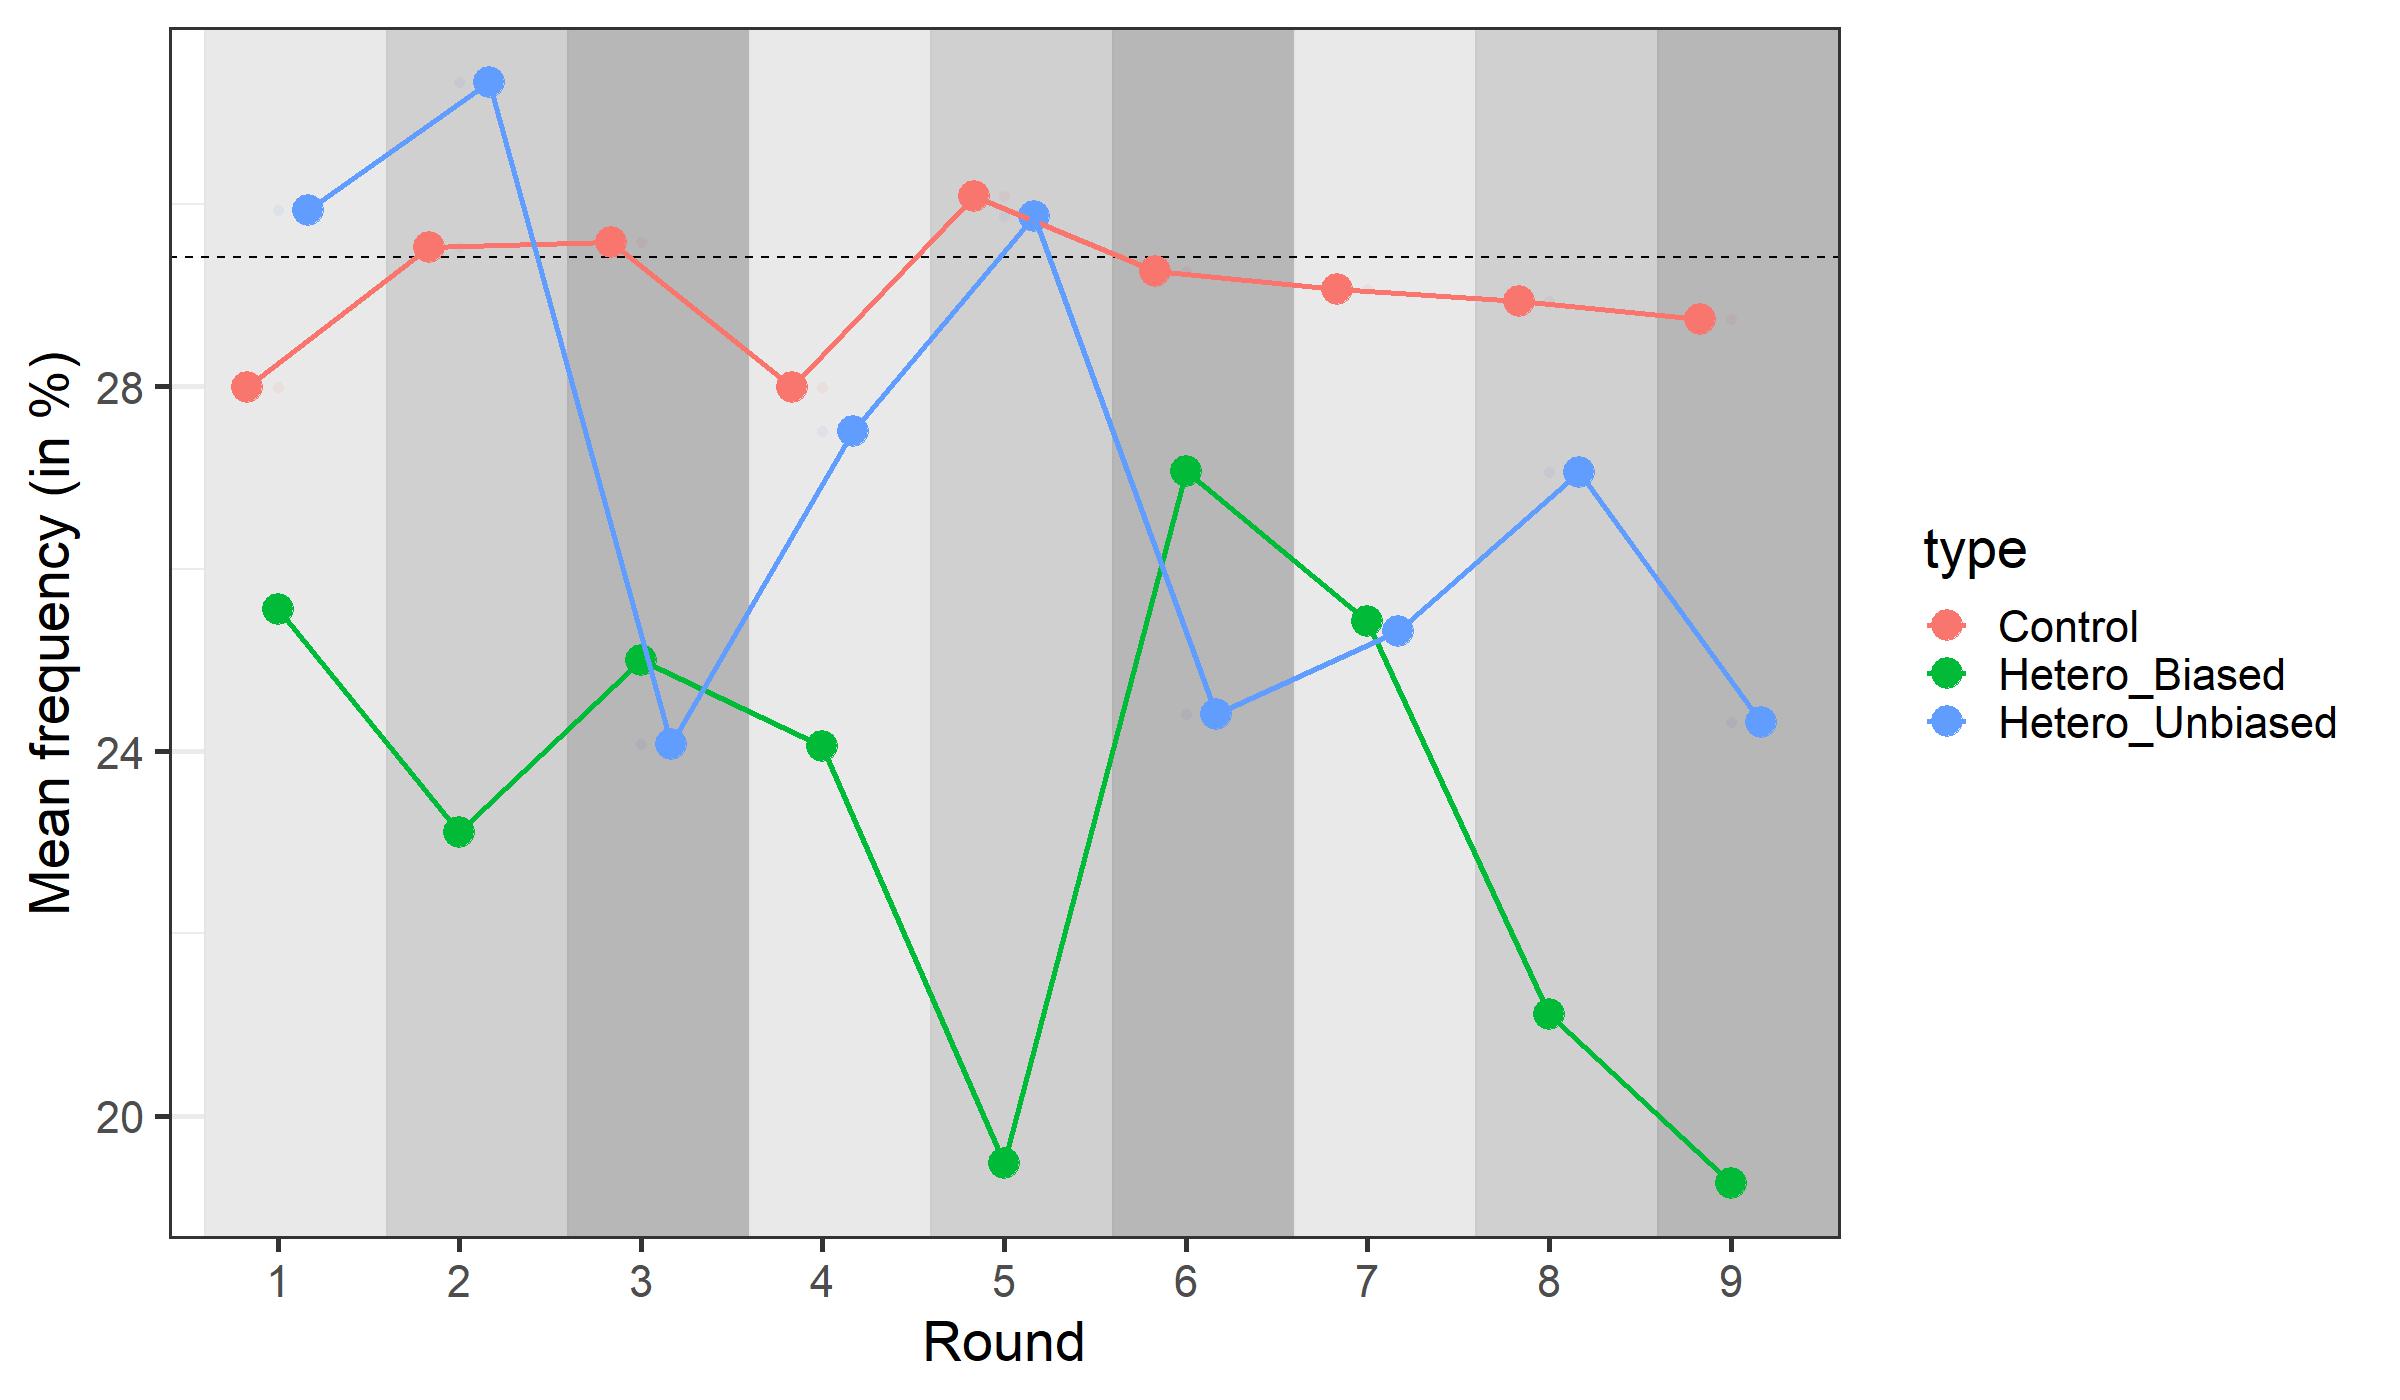 Mean frequency (in %)
28
24
20
1 2 3 4 5 6 7 8 9
Round
type
Control
Hetero_Biased
Hetero_Unbiased